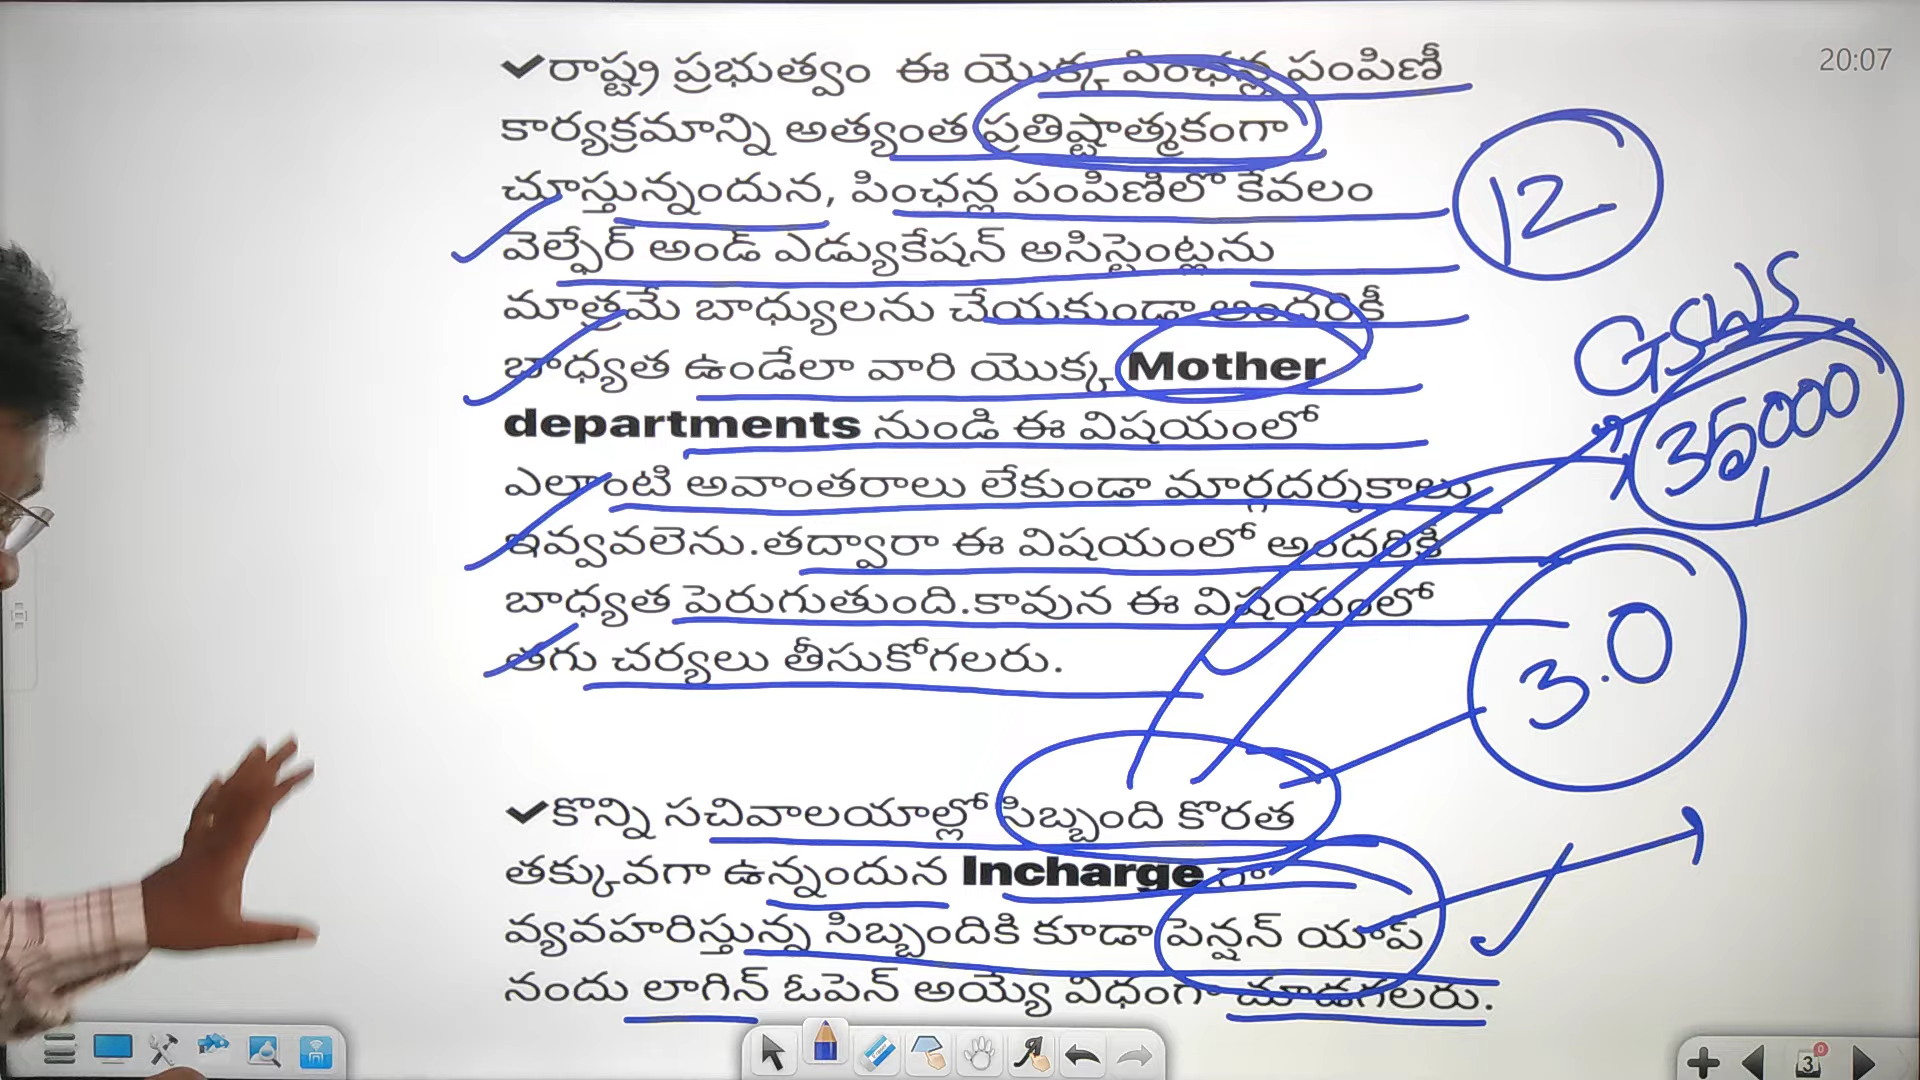 20:07
✔రాష్ట్ర ప్రభుత్వం ఈ యొక్క పింఛన్ల పంపిణీ
కార్యక్రమాన్ని అత్యంత ప్రతిష్టాత్మకంగా
చూస్తున్నందున, పింఛన్ల పంపిణీలో కేవలం
వెల్ఫేర్ అండ్ ఎడ్యుకేషన్ అసిస్టెంట్లను
మాత్రమే బాధ్యులను చేయకుండా అందరికీ
బాధ్యత ఉండేలా వారి యొక్క Mother
departments నుండి ఈ విషయంలో
ఎలాంటి అవాంతరాలు లేకుండా మార్గదర్శకాలు
ఇవ్వవలెను.తద్వారా ఈ విషయంలో అందరికీ
బాధ్యత పెరుగుతుంది.కావున ఈ విషయంలో
తగు చర్యలు తీసుకోగలరు.
✔కొన్ని సచివాలయాల్లో సిబ్బంది కొరత
తక్కువగా ఉన్నందున Incharge గా
వ్యవహరిస్తున్న సిబ్బందికి కూడా పెన్షన్ యాప్
నందు లాగిన్ ఓపెన్ అయ్యే విధంగా చూడగలరు.
12
GSWS
35000
3.0
3
0